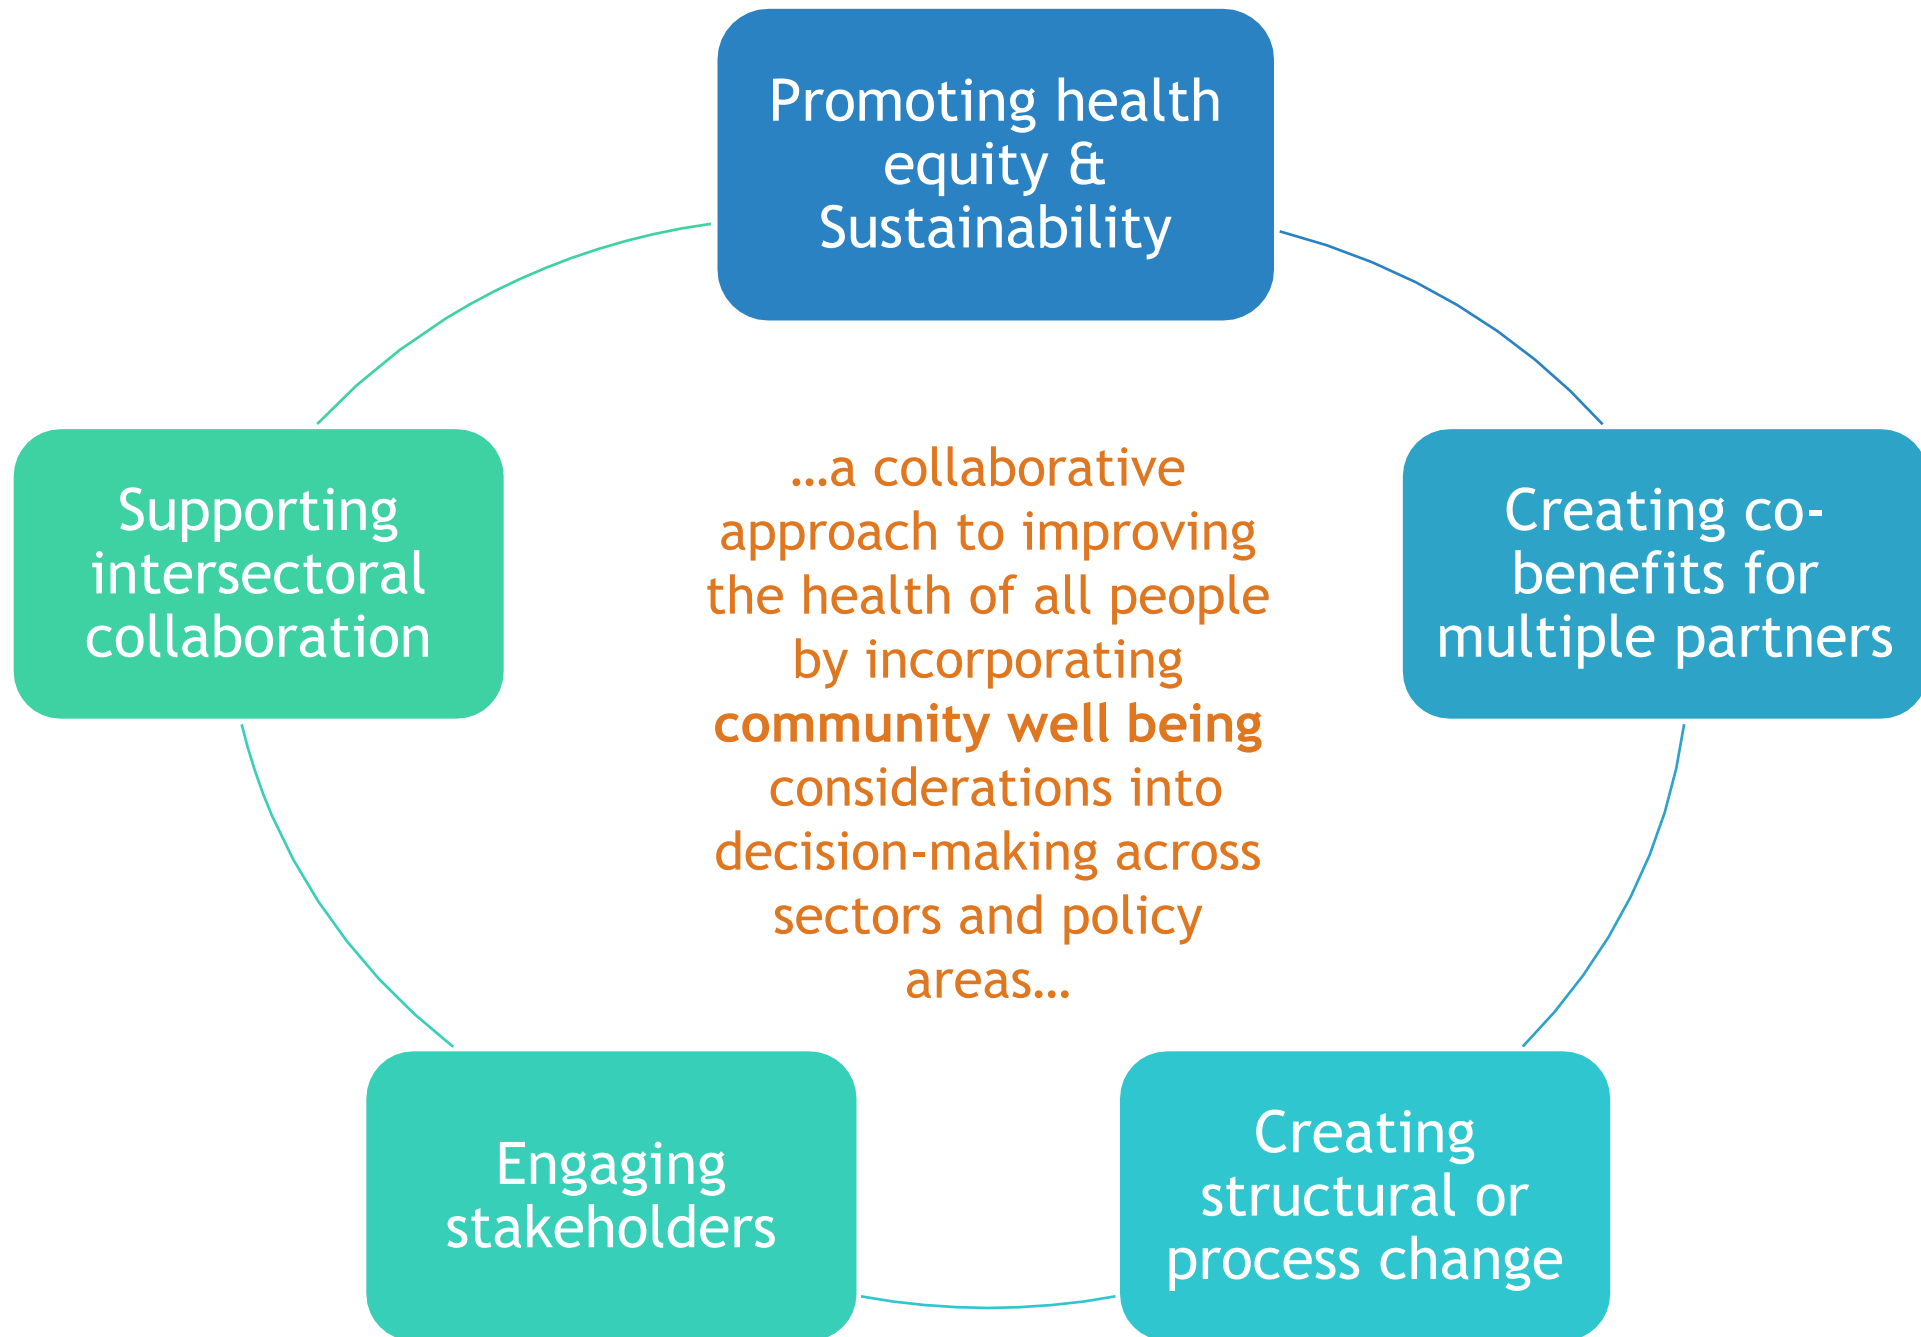 Promoting health
equity &
Sustainability
Supporting
intersectoral
collaboration
…a collaborative
approach to improving
the health of all people
by incorporating
community well being
considerations into
decision-making across
sectors and policy
areas…
Creating co-
benefits for
multiple partners
Engaging
stakeholders
Creating
structural or
process change